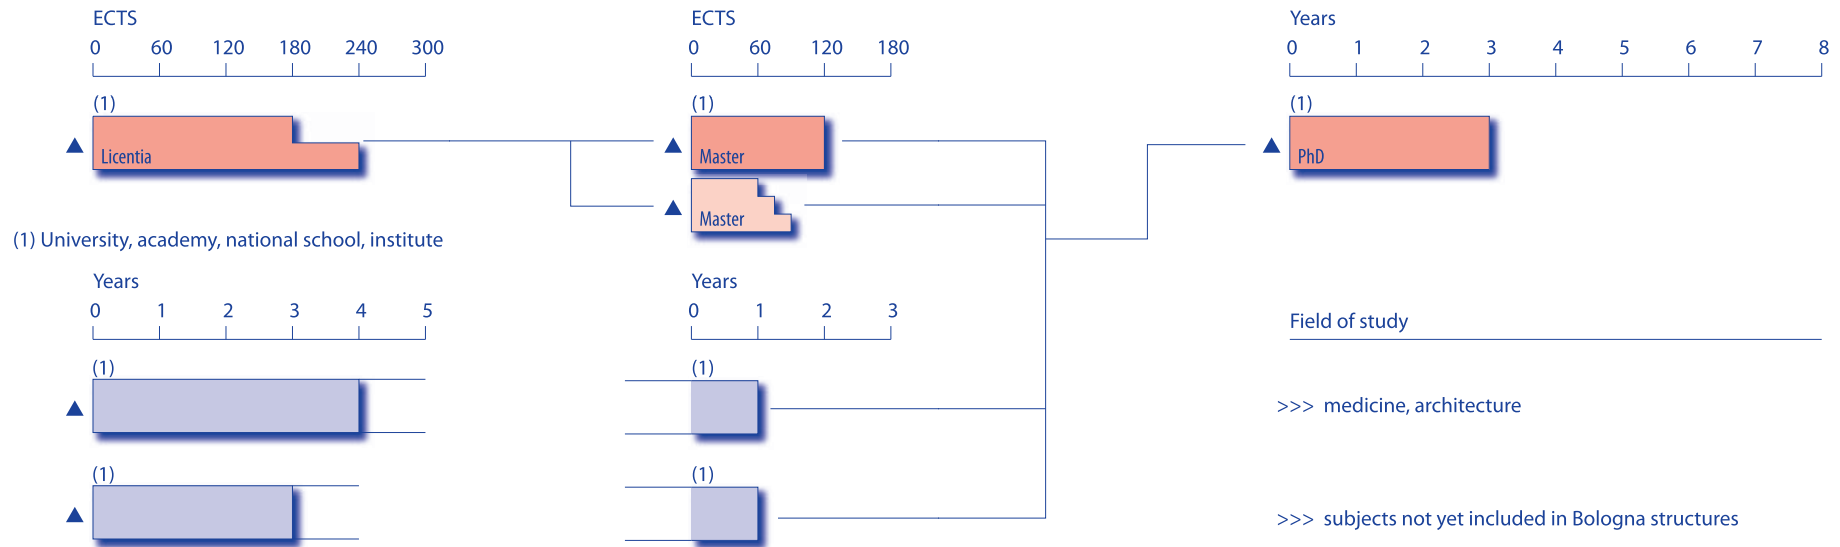 ECTS ECTS Years
0 60 120 180 240 300 0 60 120 180 0 1 2 3 4 5 6 7 8
(1) (1) (1)
Licentia Master PhD
Master
(1) University, academy, national school, institute
Years Years
0 1 2 3 4 5 0 1 2 3
Field of study
(1) (1)
>>> medicine, architecture
(1) (1)
>>> subjects not yet included in Bologna structures